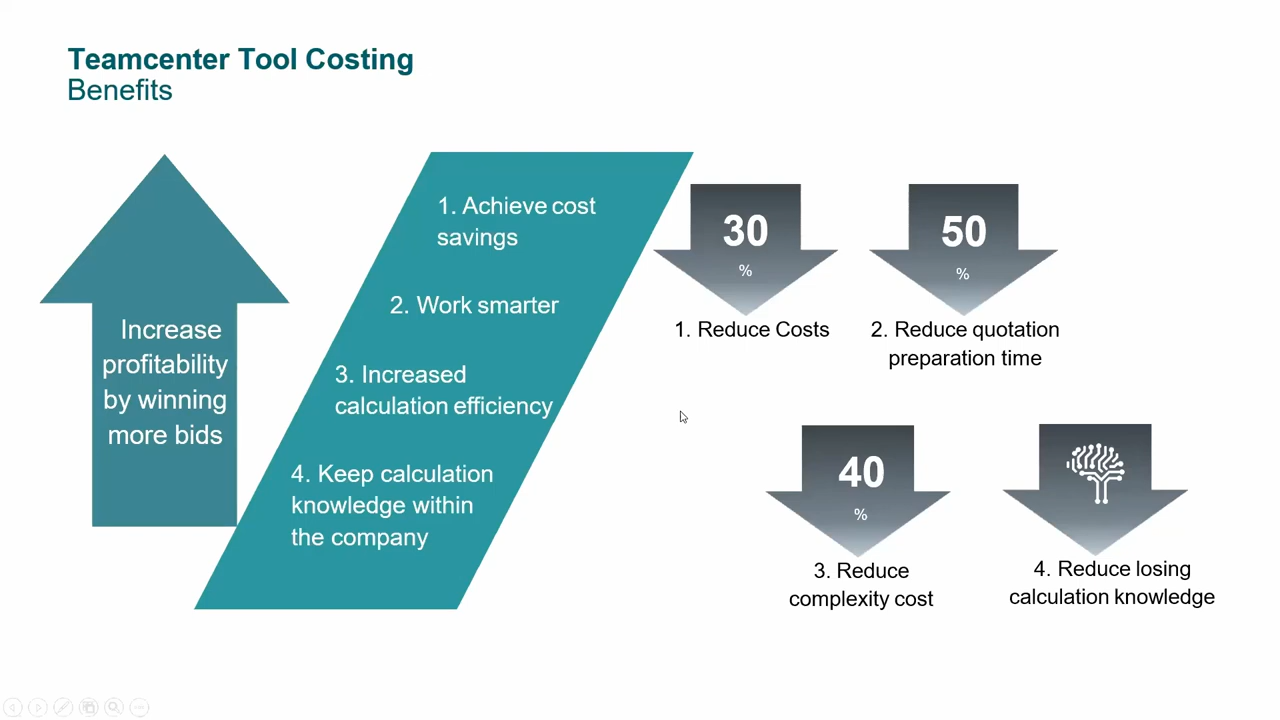 Teamcenter Tool Costing
Benefits
Increase
profitability
by winning
more bids
1. Achieve cost
savings
2. Work smarter
3. Increased
calculation efficiency
4. Keep calculation
knowledge within
the company
30
%
1. Reduce Costs
50
%
2. Reduce quotation
preparation time
40
%
3. Reduce
complexity cost
4. Reduce losing
calculation knowledge